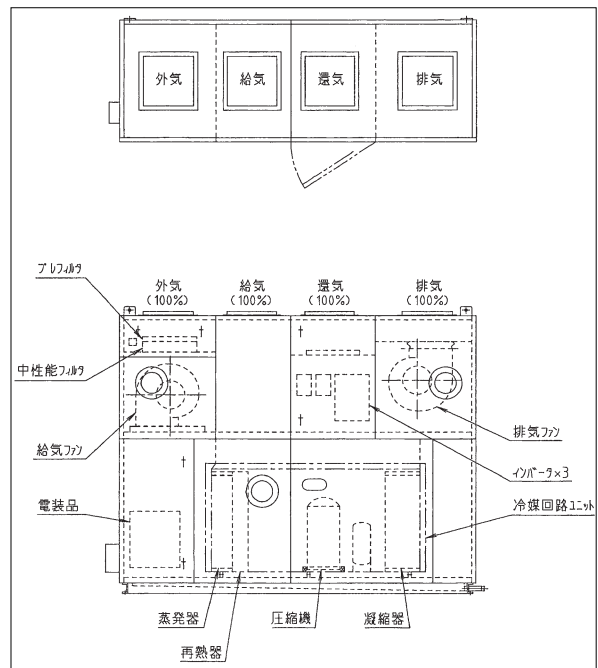 外気
給気
還気
排気
プレフィルタ
外気
(100%)
給気
(100%)
還気
(100%)
排気
(100%)
中性能フィルタ
給気ファン
排気ファン
インバータ×3
電装品
冷媒回路ユニット
蒸発器
再熱器
圧縮機
凝縮器